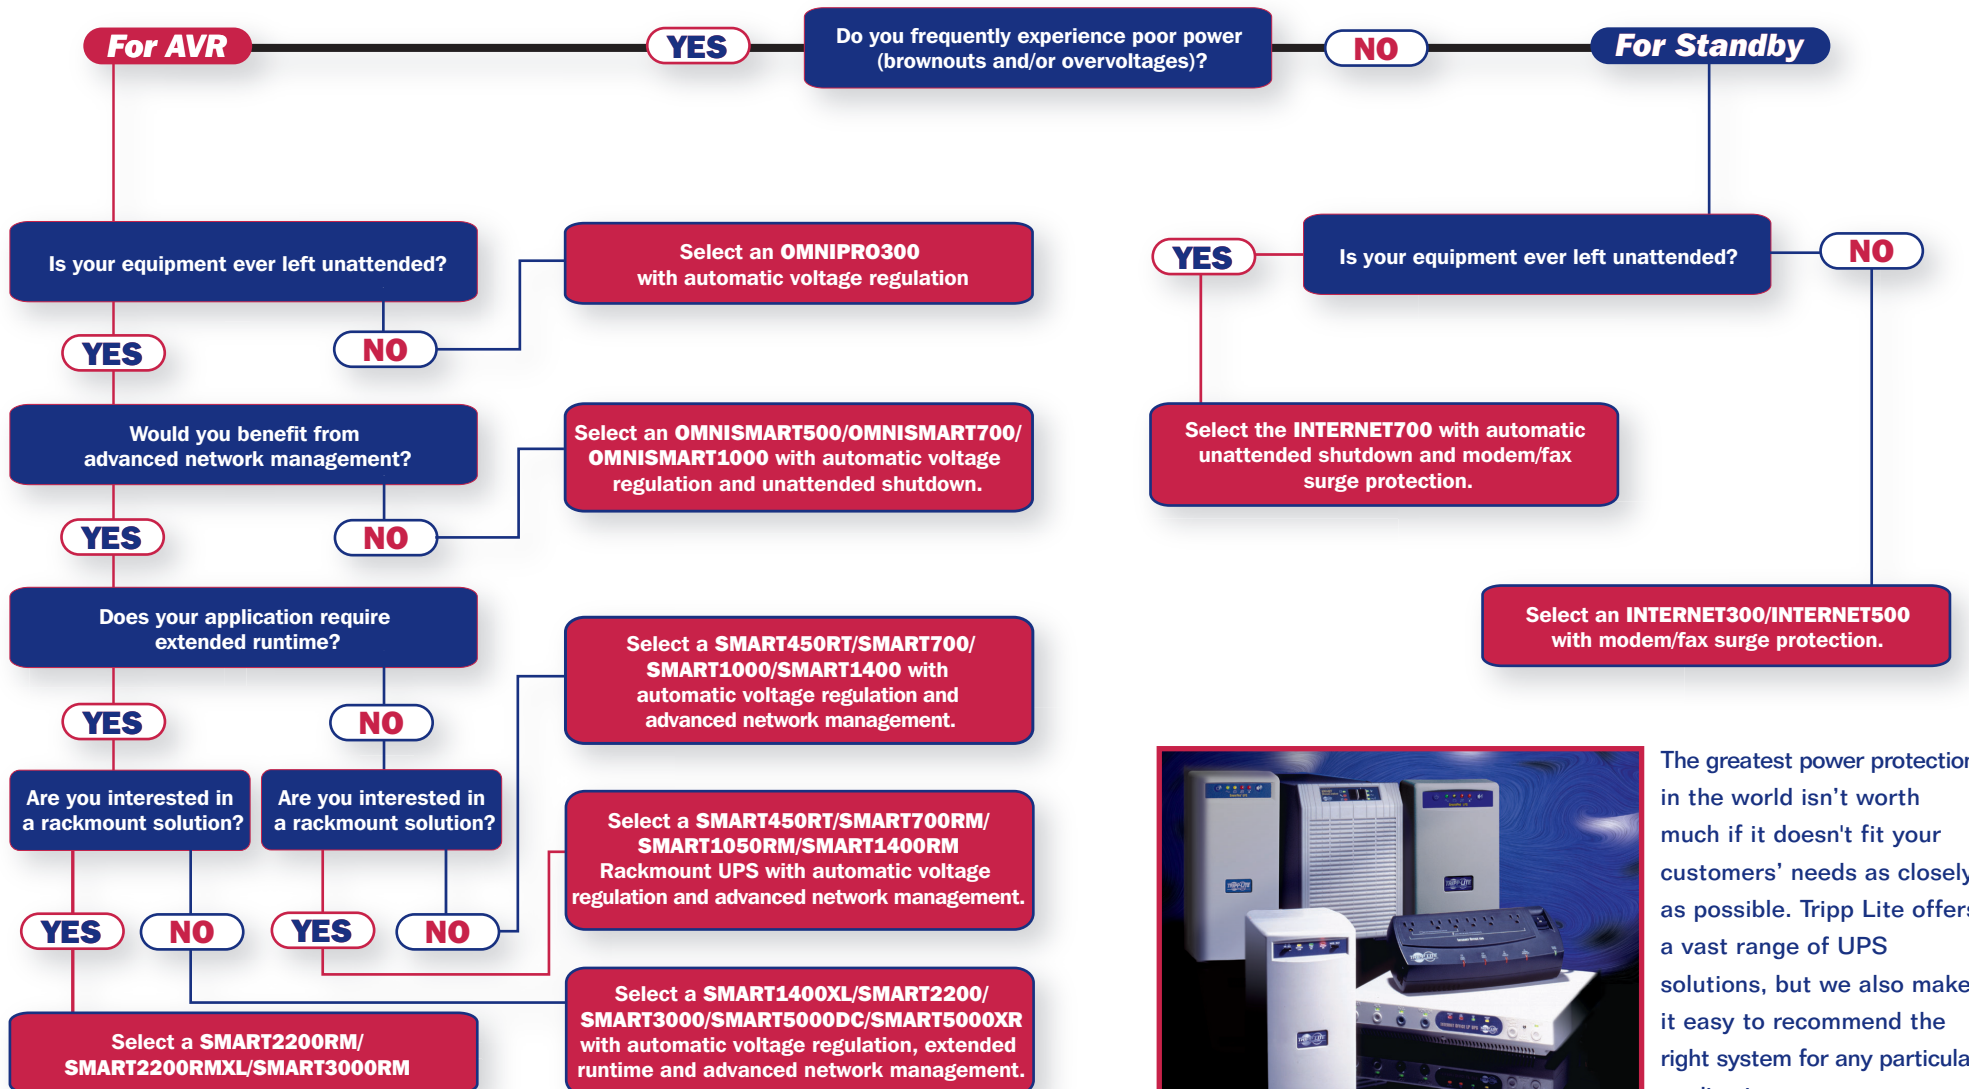 For AVR
YES
Do you frequently experience poor power
(brownouts and/or overvoltages)?
NO
For Standby
Is your equipment ever left unattended?
Select an OMNIPRO300
with automatic voltage regulation
YES
NO
Would you benefit from
advanced network management?
Select an OMNISMART500/OMNISMART700/
OMNISMART1000 with automatic voltage
regulation and unattended shutdown.
YES
NO
Does your application require
extended runtime?
Select a SMART450RT/SMART700/
SMART1000/SMART1400 with
automatic voltage regulation and
advanced network management.
YES
NO
Are you interested in
a rackmount solution?
Are you interested in
a rackmount solution?
Select a SMART450RT/SMART700RM/
SMART1050RM/SMART1400RM
Rackmount UPS with automatic voltage
regulation and advanced network management.
YES
NO
YES
NO
Select a SMART2200RM/
SMART2200RMXL/SMART3000RM
Select a SMART1400XL/SMART2200/
SMART3000/SMART5000DC/SMART5000XR
with automatic voltage regulation, extended
runtime and advanced network management.
YES
Is your equipment ever left unattended?
NO
Select the INTERNET700 with automatic
unattended shutdown and modem/fax
surge protection.
Select an INTERNET300/INTERNET500
with modem/fax surge protection.
TRIPP-LITE
TRIPP-LITE
TRIPP-LITE
TRIPP-LITE
The greatest power protection
in the world isn't worth
much if it doesn't fit your
customers' needs as closely
as possible. Tripp Lite offers
a vast range of UPS
solutions, but we also make
it easy to recommend the
right system for any particula